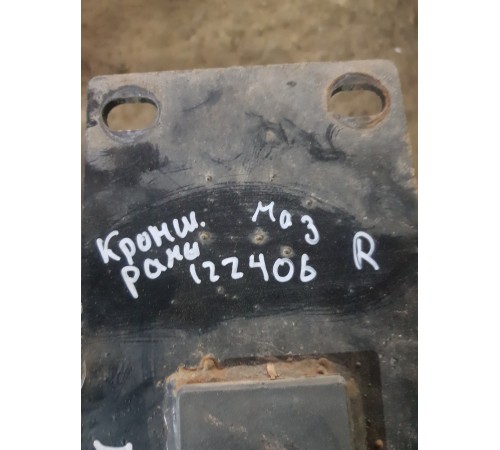 Кронш. Маз
рамы 122406 R